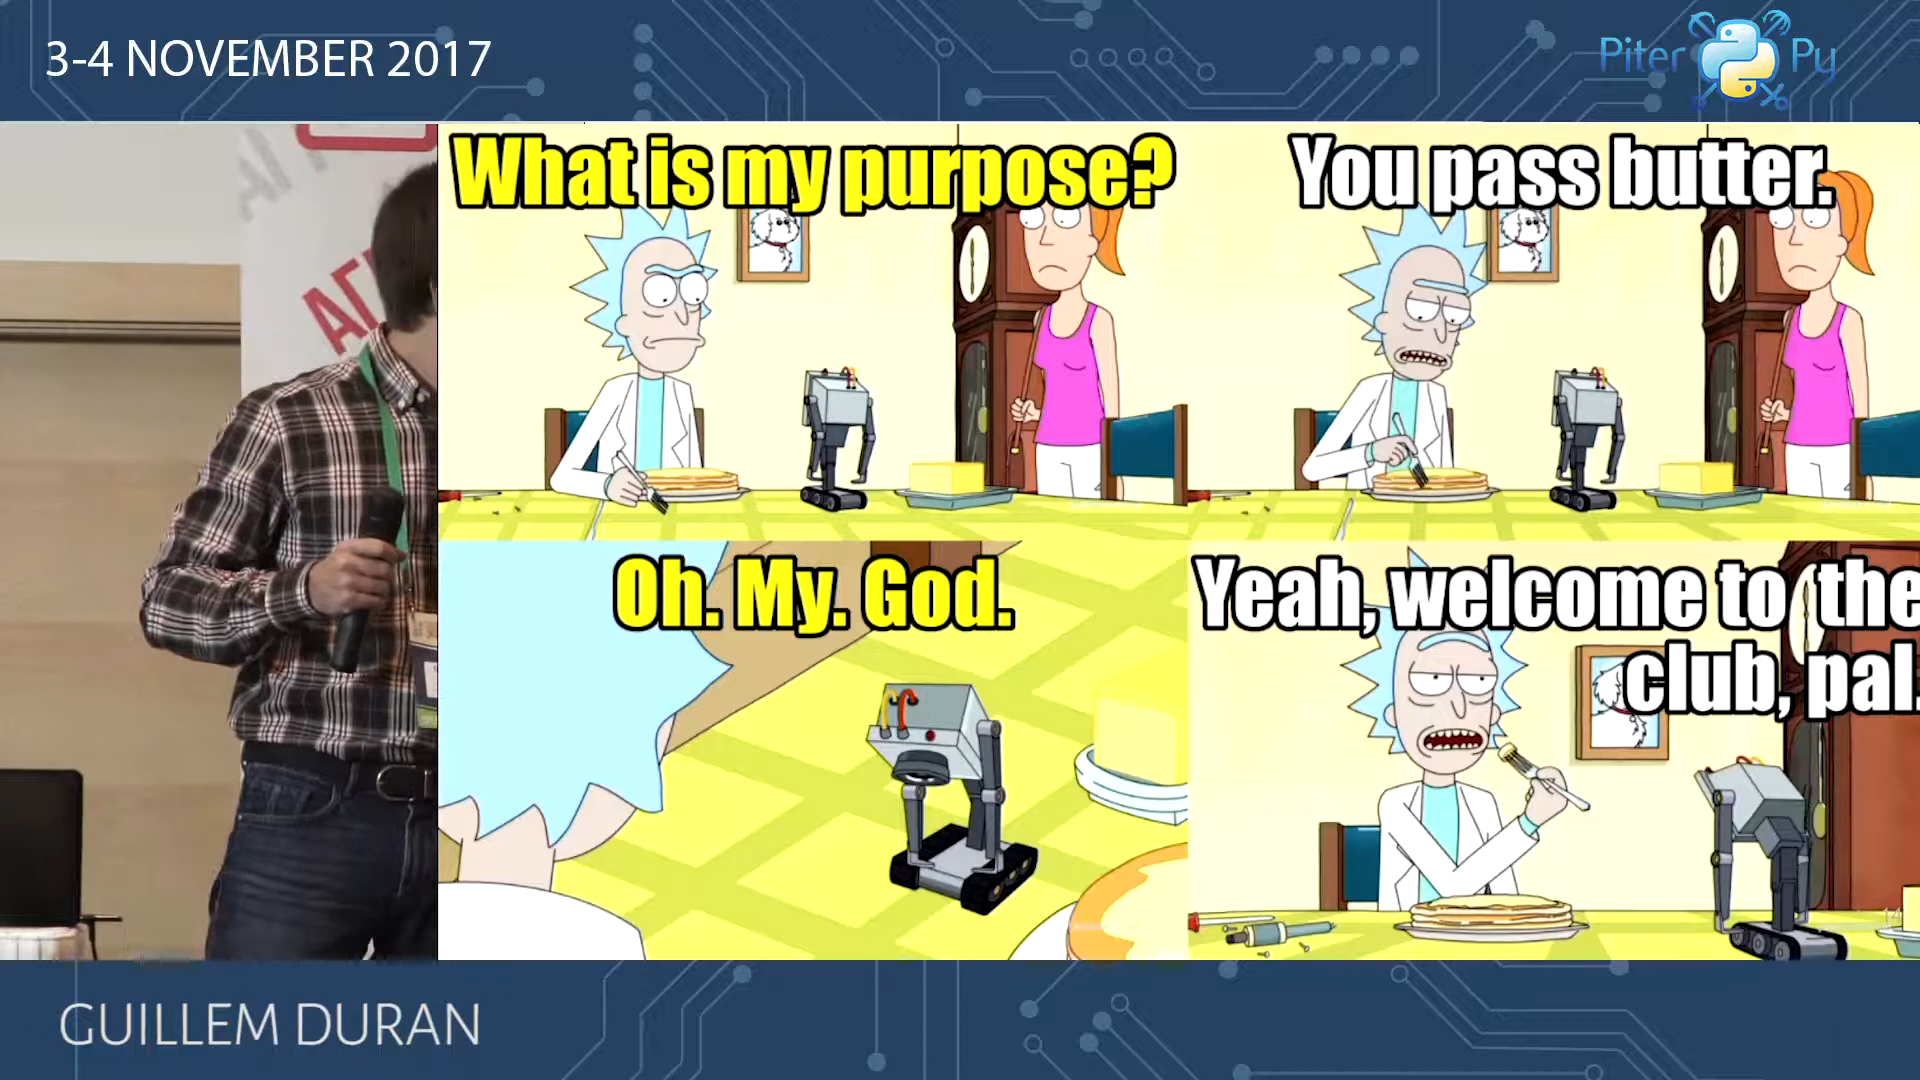 3-4 NOVEMBER 2017
Piter Py
What is my purpose?
You pass butter.
Oh. My. God.
Yeah, welcome to the
club, pal.
14
GUILLEM DURAN